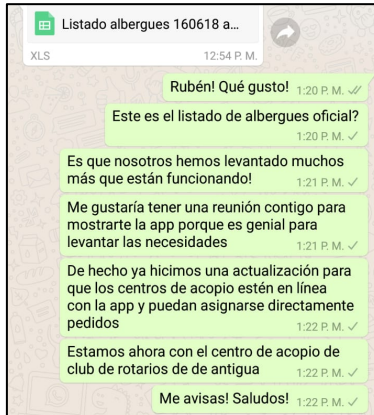 Listado albergues 160618 a...
XLS 12:54 P. M.
Rubén! Qué gusto! 1:20 P. M.
Este es el listado de albergues oficial?
1:20 P. M.
Es que nosotros hemos levantado muchos
más que están funcionando! 1:21 P. M.
Me gustaría tener una reunión contigo para
mostrarte la app porque es genial para
levantar las necesidades 1:21 P. M.
De hecho ya hicimos una actualización para
que los centros de acopio estén en línea
con la app y puedan asignarse directamente
pedidos 1:22 P. M.
Estamos ahora con el centro de acopio de
club de rotarios de de antigua 1:22 P. M.
Me avisas! Saludos! 1:22 P. M.